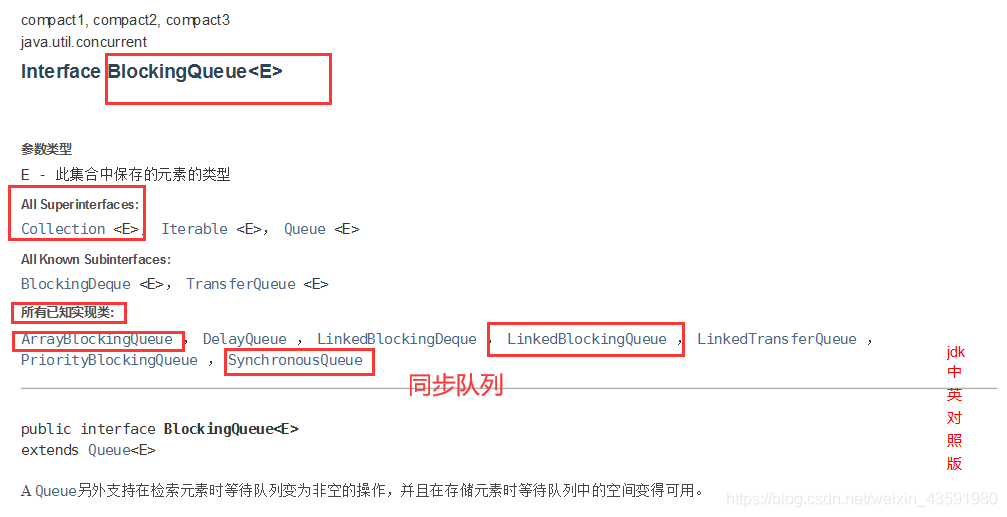 compact1, compact2, compact3
java.util.concurrent
Interface BlockingQueue<E>
参数类型
E - 此集合中保存的元素的类型
All Superinterfaces:
Collection <E>， Iterable <E>， Queue <E>
All Known Subinterfaces:
BlockingDeque <E>， TransferQueue <E>
所有已知实现类:
ArrayBlockingQueue ， DelayQueue ， LinkedBlockingDeque ， LinkedBlockingQueue ， LinkedTransferQueue ，
PriorityBlockingQueue ， SynchronousQueue
同步队列
jdk
中
英
对
照
版
public interface BlockingQueue<E>
extends Queue<E>
A Queue另外支持在检索元素时等待队列变为非空的操作，并且在存储元素时等待队列中的空间变得可用。
https://blog.csdn.net/weixin_43591980